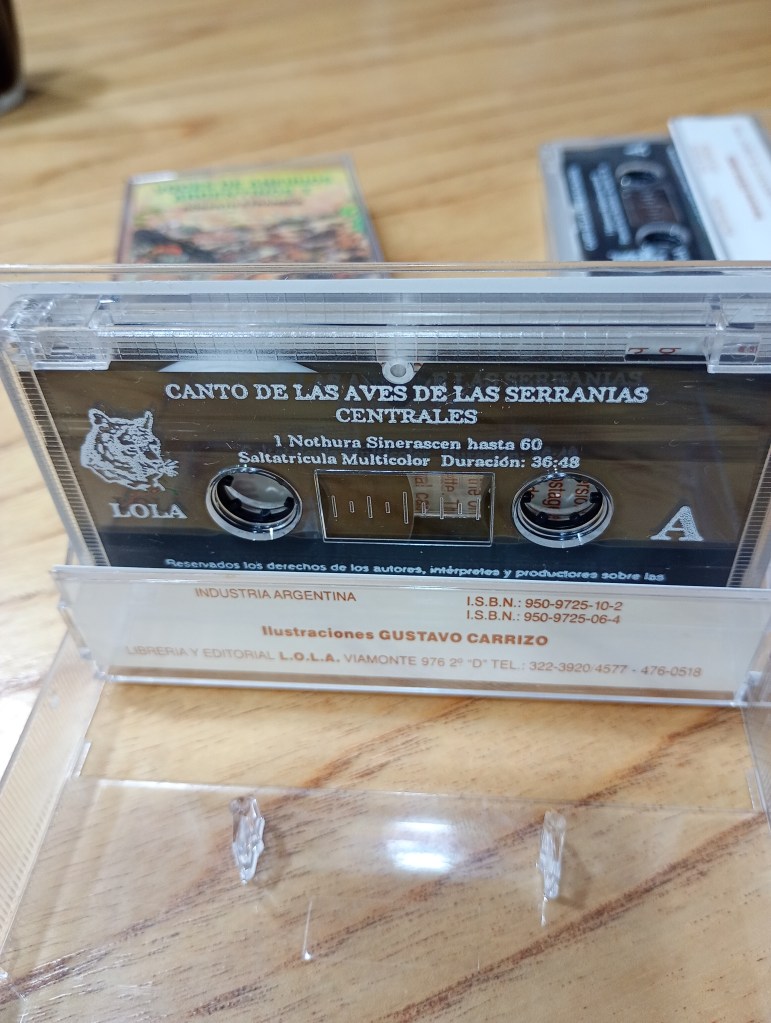 CANTO DE LAS AVES DE LAS SERRANIAS
CENTRALES
1 Nothura Sinerascen hasta 60
Saltatricula Multicolor Duración: 36:48
LOLA
A
Reservados los derechos de los autores, intérpretes y productores sobre las
INDUSTRIA ARGENTINA
I.S.B.N.: 950-9725-10-2
I.S.B.N.: 950-9725-06-4
Ilustraciones GUSTAVO CARRIZO
LIBRERIA Y EDITORIAL L.O.L.A. VIAMONTE 976 2º "D" TEL.: 322-3920/4577 - 476-0518